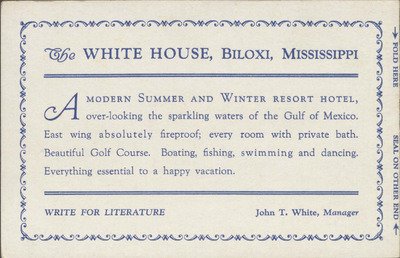 The WHITE HOUSE, BILOXI, MISSISSIPPI
A MODERN SUMMER AND WINTER RESORT HOTEL,
over-looking the sparkling waters of the Gulf of Mexico.
East wing absolutely fireproof; every room with private bath.
Beautiful Golf Course. Boating, fishing, swimming and dancing.
Everything essential to a happy vacation.
WRITE FOR LITERATURE
John T. White, Manager
FOLD HERE
SEAL ON OTHER END